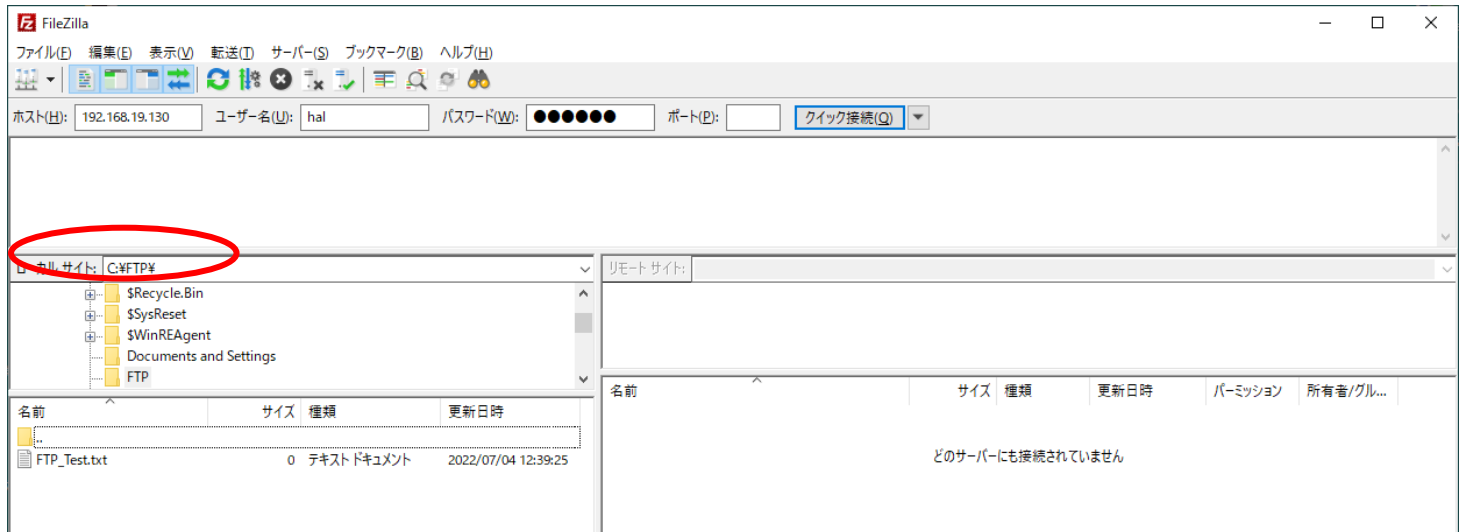 FileZilla
ファイル(F) 編集(E) 表示(V) 転送(T) サーバー(S) ブックマーク(B) ヘルプ(H)
ホスト(H): 192.168.19.130 ユーザー名(U): hal パスワード(W): ●●●●●● ポート(P): クイック接続(Q)
ローカル サイト: C:¥FTP¥
$Recycle.Bin
$SysReset
$WinREAgent
Documents and Settings
FTP
名前 サイズ 種類 更新日時
..
FTP_Test.txt 0 テキスト ドキュメント 2022/07/04 12:39:25
リモート サイト:
名前 サイズ 種類 更新日時 パーミッション 所有者/グル...
どのサーバーにも接続されていません